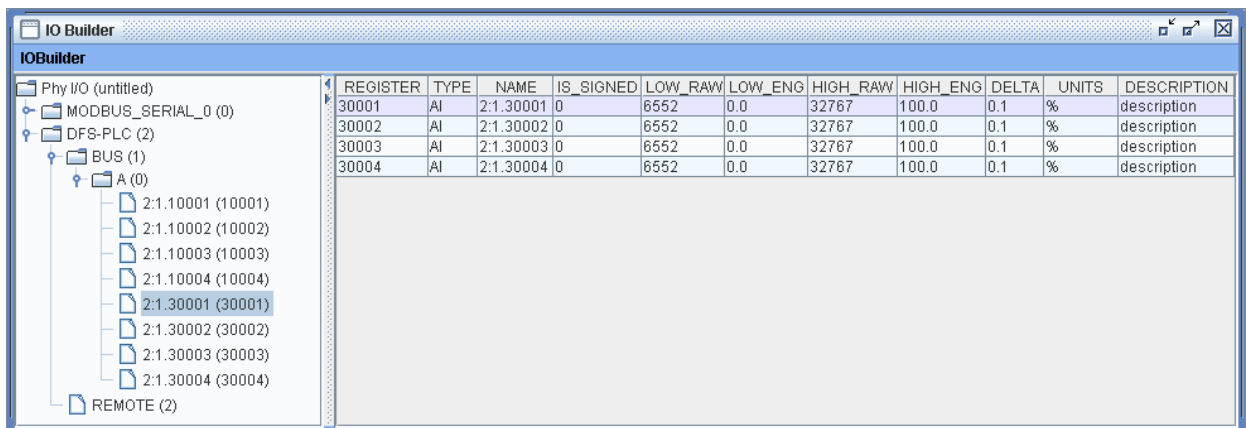 IO Builder
IOBuilder
Phy I/O (untitled)
MODBUS_SERIAL_0 (0)
DFS-PLC (2)
BUS (1)
A (0)
2:1.10001 (10001)
2:1.10002 (10002)
2:1.10003 (10003)
2:1.10004 (10004)
2:1.30001 (30001)
2:1.30002 (30002)
2:1.30003 (30003)
2:1.30004 (30004)
REMOTE (2)
REGISTER TYPE NAME IS_SIGNED LOW_RAW LOW_ENG HIGH_RAW HIGH_ENG DELTA UNITS DESCRIPTION
30001 AI 2:1.30001 0 6552 0.0 32767 100.0 0.1 % description
30002 AI 2:1.30002 0 6552 0.0 32767 100.0 0.1 % description
30003 AI 2:1.30003 0 6552 0.0 32767 100.0 0.1 % description
30004 AI 2:1.30004 0 6552 0.0 32767 100.0 0.1 % description